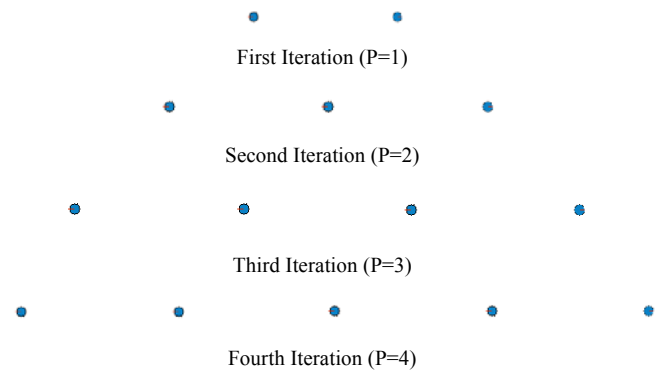 First Iteration (P=1)
Second Iteration (P=2)
Third Iteration (P=3)
Fourth Iteration (P=4)